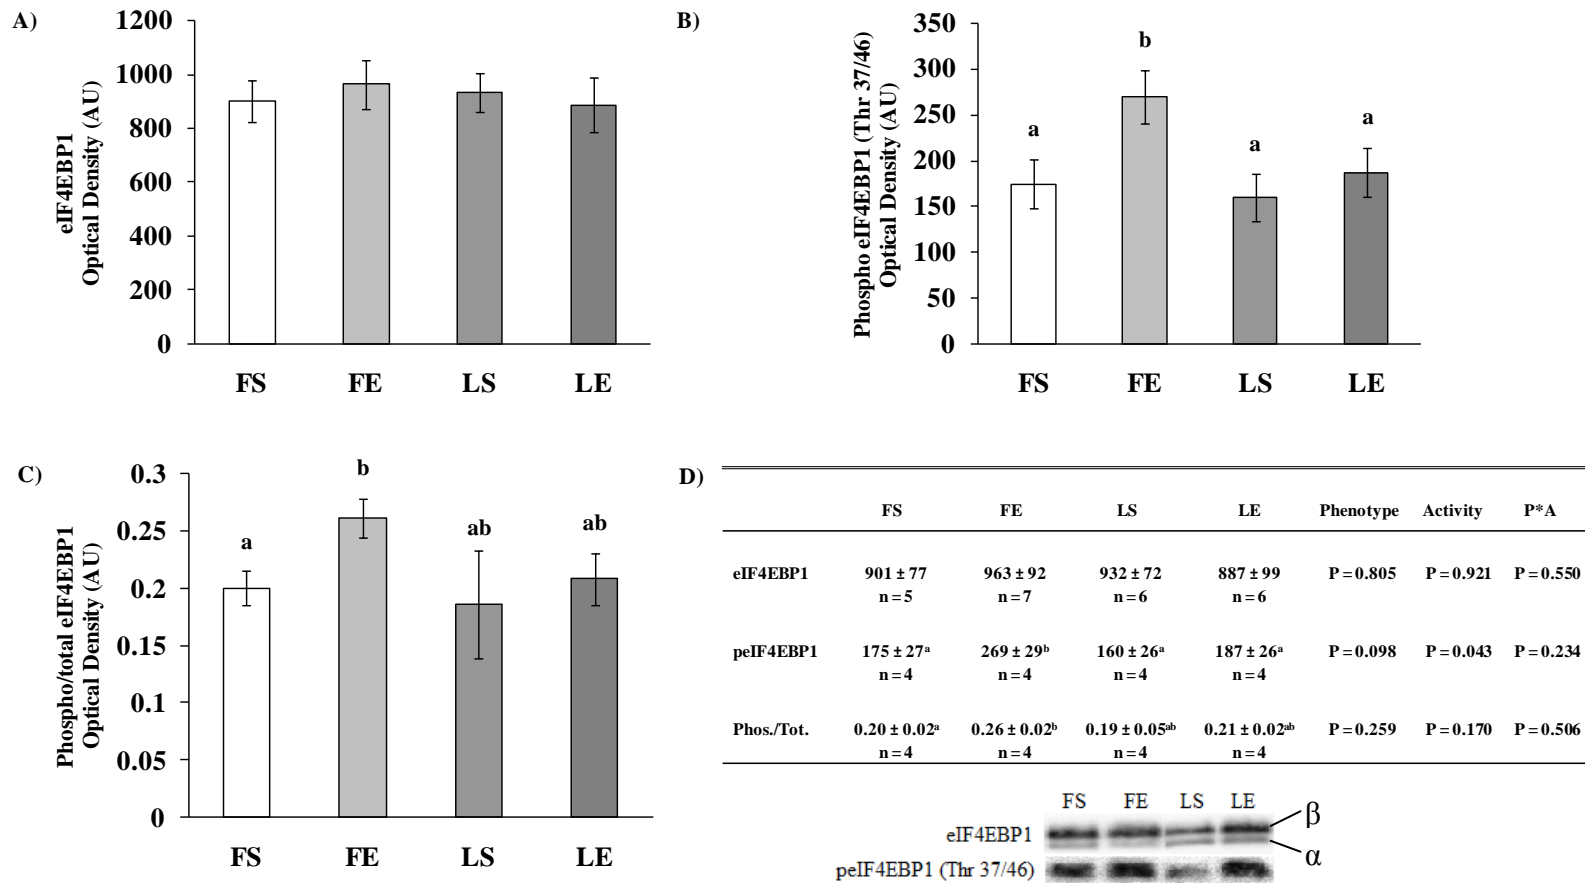 A)
1200
1000
800
600
400
200
0
eIF4EBP1
Optical Density (AU)
FS FE LS LE
B)
350
300
250
200
150
100
50
0
Phospho eIF4EBP1 (Thr 37/46)
Optical Density (AU)
a b a a
FS FE LS LE
C)
0.3
0.25
0.2
0.15
0.1
0.05
0
Phospho/total eIF4EBP1
Optical Density (AU)
a b ab ab
FS FE LS LE
D)
FS FE LS LE Phenotype Activity P*A
eIF4EBP1 901 ± 77 963 ± 92 932 ± 72 887 ± 99 P = 0.805 P = 0.921 P = 0.550
n = 5 n = 7 n = 6 n = 6
peIF4EBP1 175 ± 27ᵃ 269 ± 29ᵇ 160 ± 26ᵃ 187 ± 26ᵃ P = 0.098 P = 0.043 P = 0.234
n = 4 n = 4 n = 4 n = 4
Phos./Tot. 0.20 ± 0.02ᵃ 0.26 ± 0.02ᵇ 0.19 ± 0.05ᵃᵇ 0.21 ± 0.02ᵃᵇ P = 0.259 P = 0.170 P = 0.506
n = 4 n = 4 n = 4 n = 4
FS FE LS LE
eIF4EBP1
β
α
peIF4EBP1 (Thr 37/46)